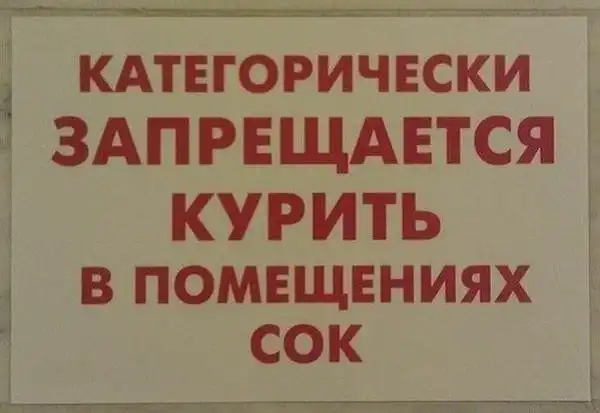 КАТЕГОРИЧЕСКИ
ЗАПРЕЩАЕТСЯ
КУРИТЬ
В ПОМЕЩЕНИЯХ
СОК